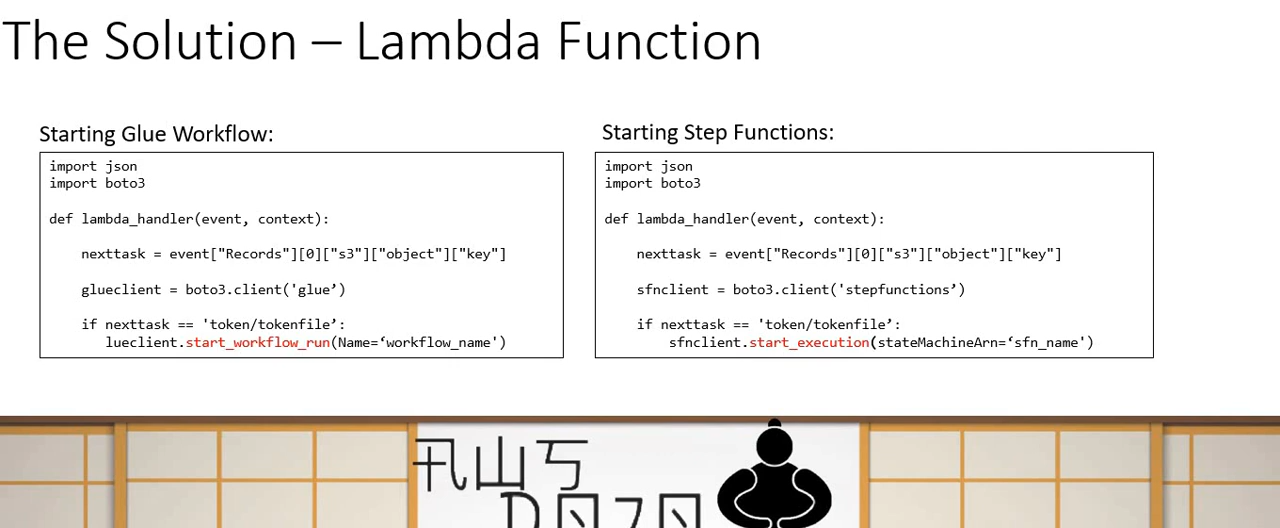 The Solution – Lambda Function
Starting Glue Workflow:
import json
import boto3
def lambda_handler(event, context):
nexttask = event["Records"][0]["s3"]["object"]["key"]
glueclient = boto3.client('glue’)
if nexttask == 'token/tokenfile’:
lueclient.start_workflow_run(Name=‘workflow_name')
Starting Step Functions:
import json
import boto3
def lambda_handler(event, context):
nexttask = event["Records"][0]["s3"]["object"]["key"]
sfnclient = boto3.client('stepfunctions’)
if nexttask == 'token/tokenfile’:
sfnclient.start_execution(stateMachineArn=‘sfn_name')